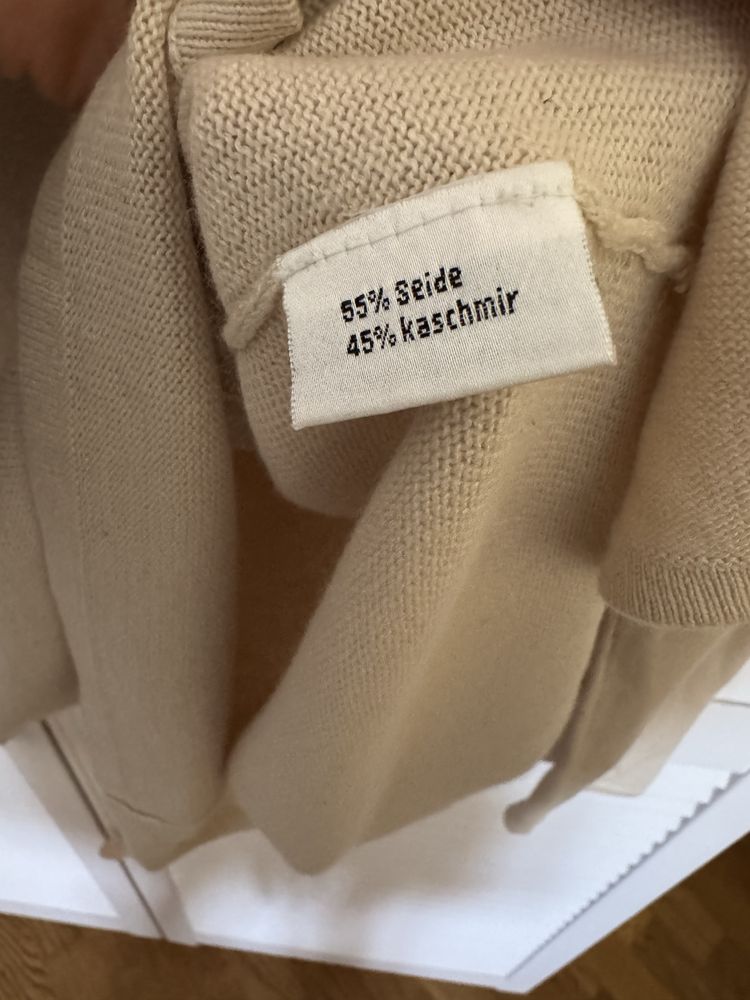 55% Seide
45% kaschmir